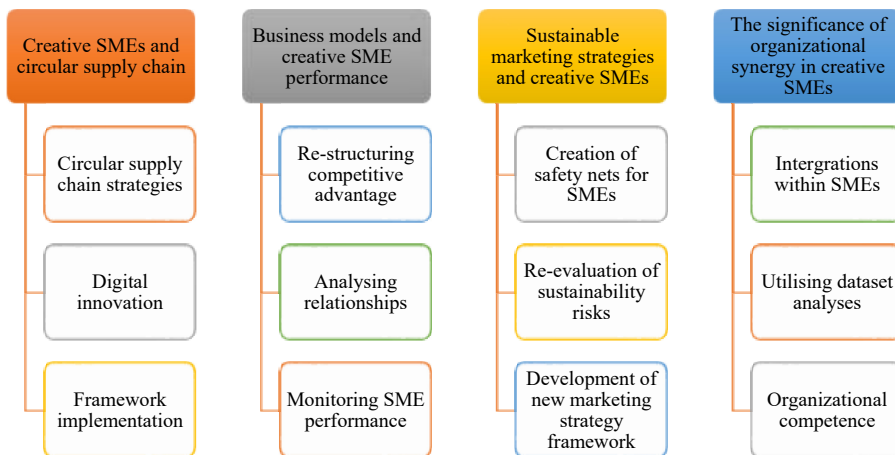 Creative SMEs and
circular supply chain
Circular supply
chain strategies
Digital
innovation
Framework
implementation
Business models and
creative SME
performance
Re-structuring
competitive
advantage
Analysing
relationships
Monitoring SME
performance
Sustainable
marketing strategies
and creative SMEs
Creation of
safety nets for
SMEs
Re-evaluation of
sustainability
risks
Development of
new marketing
strategy
framework
The significance of
organizational
synergy in creative
SMEs
Intergrations
within SMEs
Utilising dataset
analyses
Organizational
competence